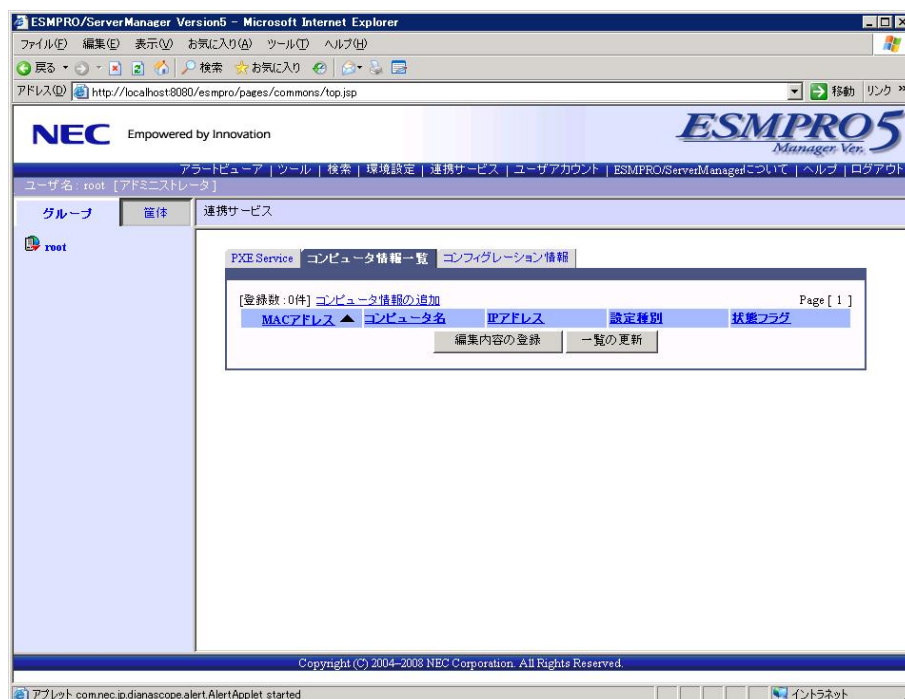 ESMPRO/ServerManager Version5 - Microsoft Internet Explorer
ファイル(F) 編集(E) 表示(V) お気に入り(A) ツール(T) ヘルプ(H)
戻る 検索 お気に入り
アドレス(D) http://localhost:8080/esmpro/pages/commons/top.jsp 移動 リンク »
NEC Empowered by Innovation ESMPRO5
Manager, Ver.
アラートビューア | ツール | 検索 | 環境設定 | 連携サービス | ユーザアカウント | ESMPRO/ServerManagerについて | ヘルプ | ログアウト
ユーザ名 : root [アドミニストレータ]
グループ 筐体 連携サービス
root
PXE Service コンピュータ情報一覧 コンフィグレーション情報
[登録数 : 0件] コンピュータ情報の追加 Page [ 1 ]
MACアドレス ▲ コンピュータ名 IPアドレス 設定種別 状態フラグ
編集内容の登録 一覧の更新
Copyright (C) 2004-2008 NEC Corporation. All Rights Reserved.
アプレット com.nec.jp.dianascope.alert.AlertApplet started イントラネット